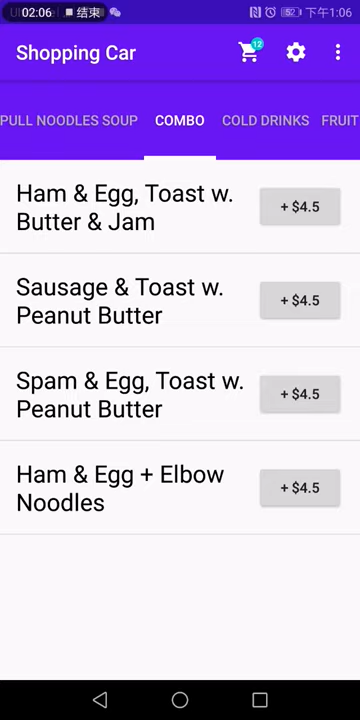 02:06 结束 52 下午1:06
Shopping Car 12
PULL NOODLES SOUP COMBO COLD DRINKS FRUIT
Ham & Egg, Toast w.
Butter & Jam
+ $4.5
Sausage & Toast w.
Peanut Butter
+ $4.5
Spam & Egg, Toast w.
Peanut Butter
+ $4.5
Ham & Egg + Elbow
Noodles
+ $4.5